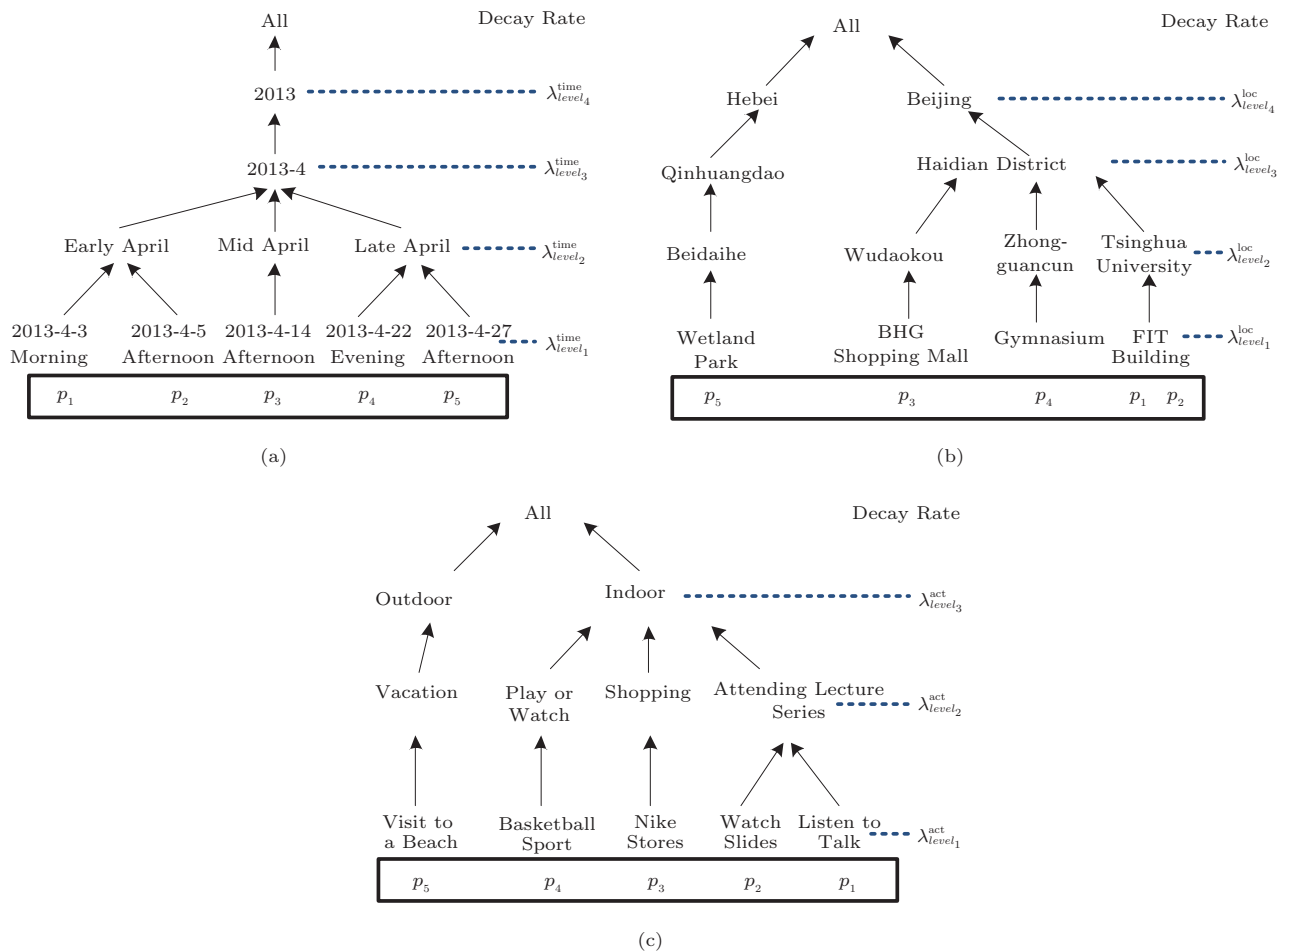 All
Decay Rate
2013
λ^time_level4
2013-4
λ^time_level3
Early April
Mid April
Late April
λ^time_level2
2013-4-3
Morning
2013-4-5
Afternoon
2013-4-14
Afternoon
2013-4-22
Evening
2013-4-27
Afternoon
λ^time_level1
p1
p2
p3
p4
p5
(a)
All
Decay Rate
Hebei
Beijing
λ^loc_level4
Qinhuangdao
Haidian District
λ^loc_level3
Beidaihe
Wudaokou
Zhong-
guancun
Tsinghua
University
λ^loc_level2
Wetland
Park
BHG
Shopping Mall
Gymnasium
FIT
Building
λ^loc_level1
p5
p3
p4
p1
p2
(b)
All
Decay Rate
Outdoor
Indoor
λ^act_level3
Vacation
Play or
Watch
Shopping
Attending Lecture
Series
λ^act_level2
Visit to
a Beach
Basketball
Sport
Nike
Stores
Watch
Slides
Listen to
Talk
λ^act_level1
p5
p4
p3
p2
p1
(c)